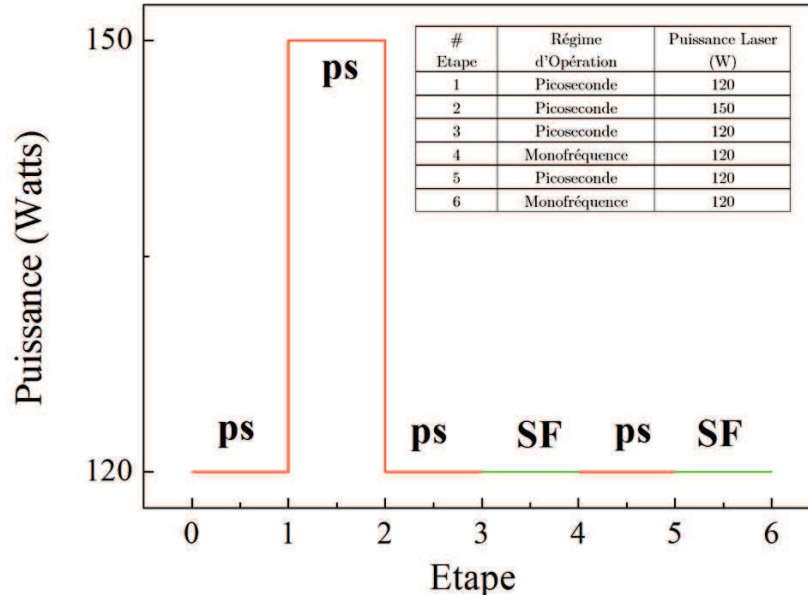 150
ps
# Régime Puissance Laser
Etape d'Opération (W)
1 Picoseconde 120
2 Picoseconde 150
3 Picoseconde 120
4 Monofréquence 120
5 Picoseconde 120
6 Monofréquence 120
Puissance (Watts)
ps ps SF ps SF
120
0 1 2 3 4 5 6
Etape